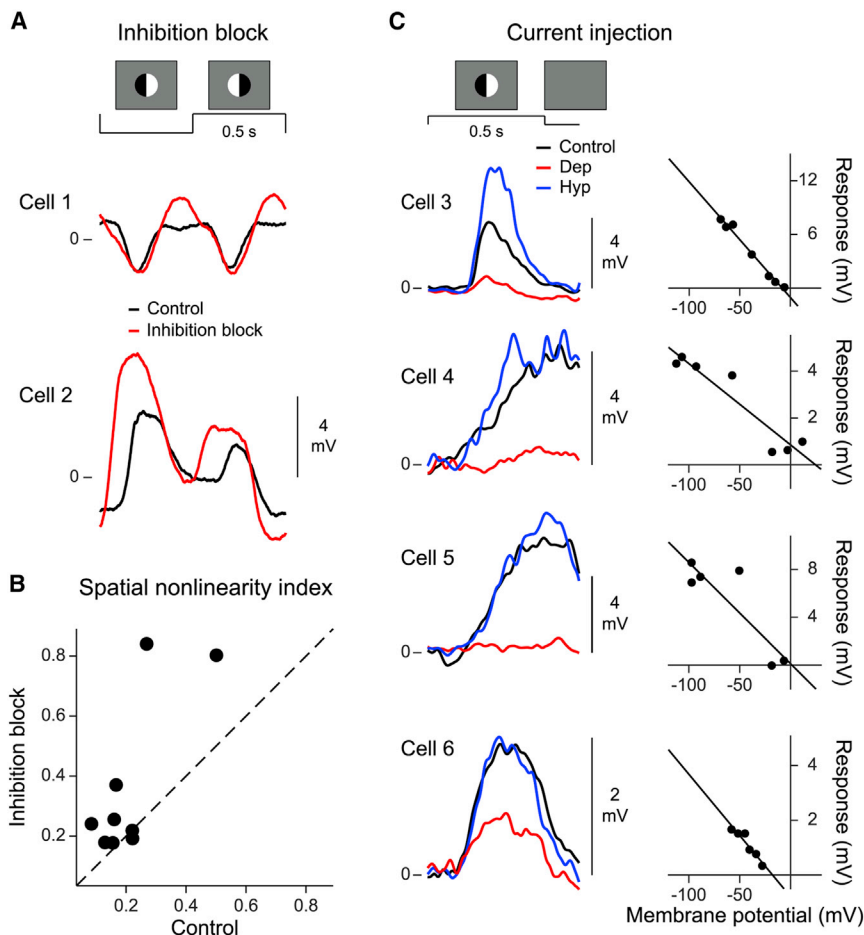 A
Inhibition block
0.5 s
Cell 1
0
Control
Inhibition block
Cell 2
4
mV
0
B
Spatial nonlinearity index
0.8
0.6
0.4
0.2
Inhibition block
0.2 0.4 0.6 0.8
Control
C
Current injection
0.5 s
Control
Dep
Hyp
Cell 3
0
4
mV
12
6
Response (mV)
-100 -50 0
Cell 4
0
4
mV
4
2
Response (mV)
-100 -50 0
Cell 5
0
4
mV
8
4
Response (mV)
-100 -50 0
Cell 6
0
2
mV
4
2
Response (mV)
-100 -50 0
Membrane potential (mV)